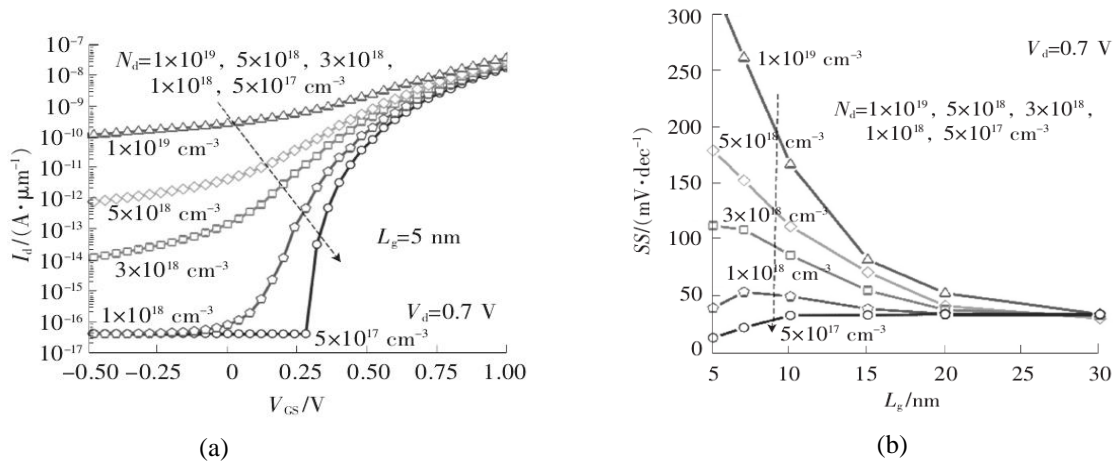 10⁻⁷
10⁻⁸
10⁻⁹
10⁻¹⁰
10⁻¹¹
10⁻¹²
10⁻¹³
10⁻¹⁴
10⁻¹⁵
10⁻¹⁶
10⁻¹⁷
I_d/(A·μm⁻¹)
N_d=1×10¹⁹, 5×10¹⁸, 3×10¹⁸,
1×10¹⁸, 5×10¹⁷ cm⁻³
1×10¹⁹ cm⁻³
5×10¹⁸ cm⁻³
3×10¹⁸ cm⁻³
1×10¹⁸ cm⁻³
5×10¹⁷ cm⁻³
L_g=5 nm
V_d=0.7 V
−0.50 −0.25 0 0.25 0.50 0.75 1.00
V_GS/V
(a)
300
250
200
150
100
50
0
SS/(mV·dec⁻¹)
V_d=0.7 V
1×10¹⁹ cm⁻³
N_d=1×10¹⁹, 5×10¹⁸, 3×10¹⁸,
1×10¹⁸, 5×10¹⁷ cm⁻³
5×10¹⁸ cm⁻³
3×10¹⁸ cm⁻³
1×10¹⁸ cm⁻³
5×10¹⁷ cm⁻³
5 10 15 20 25 30
L_g/nm
(b)